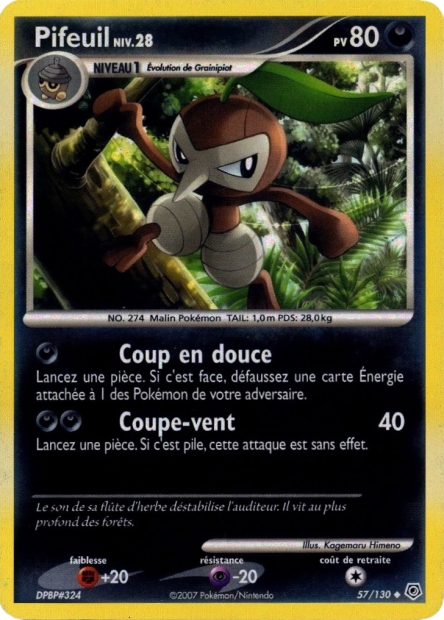 Pifeuil NIV.28 PV 80
NIVEAU 1 Évolution de Grainipiot
NO. 274 Malin Pokémon TAIL: 1,0m PDS: 28,0kg
Coup en douce
Lancez une pièce. Si c'est face, défaussez une carte Énergie
attachée à 1 des Pokémon de votre adversaire.
Coupe-vent 40
Lancez une pièce. Si c'est pile, cette attaque est sans effet.
Le son de sa flûte d'herbe déstabilise l'auditeur. Il vit au plus
profond des forêts.
Illus. Kagemaru Himeno
faiblesse résistance coût de retraite
+20 -20
DPBP#324 ©2007 Pokémon/Nintendo 57/130